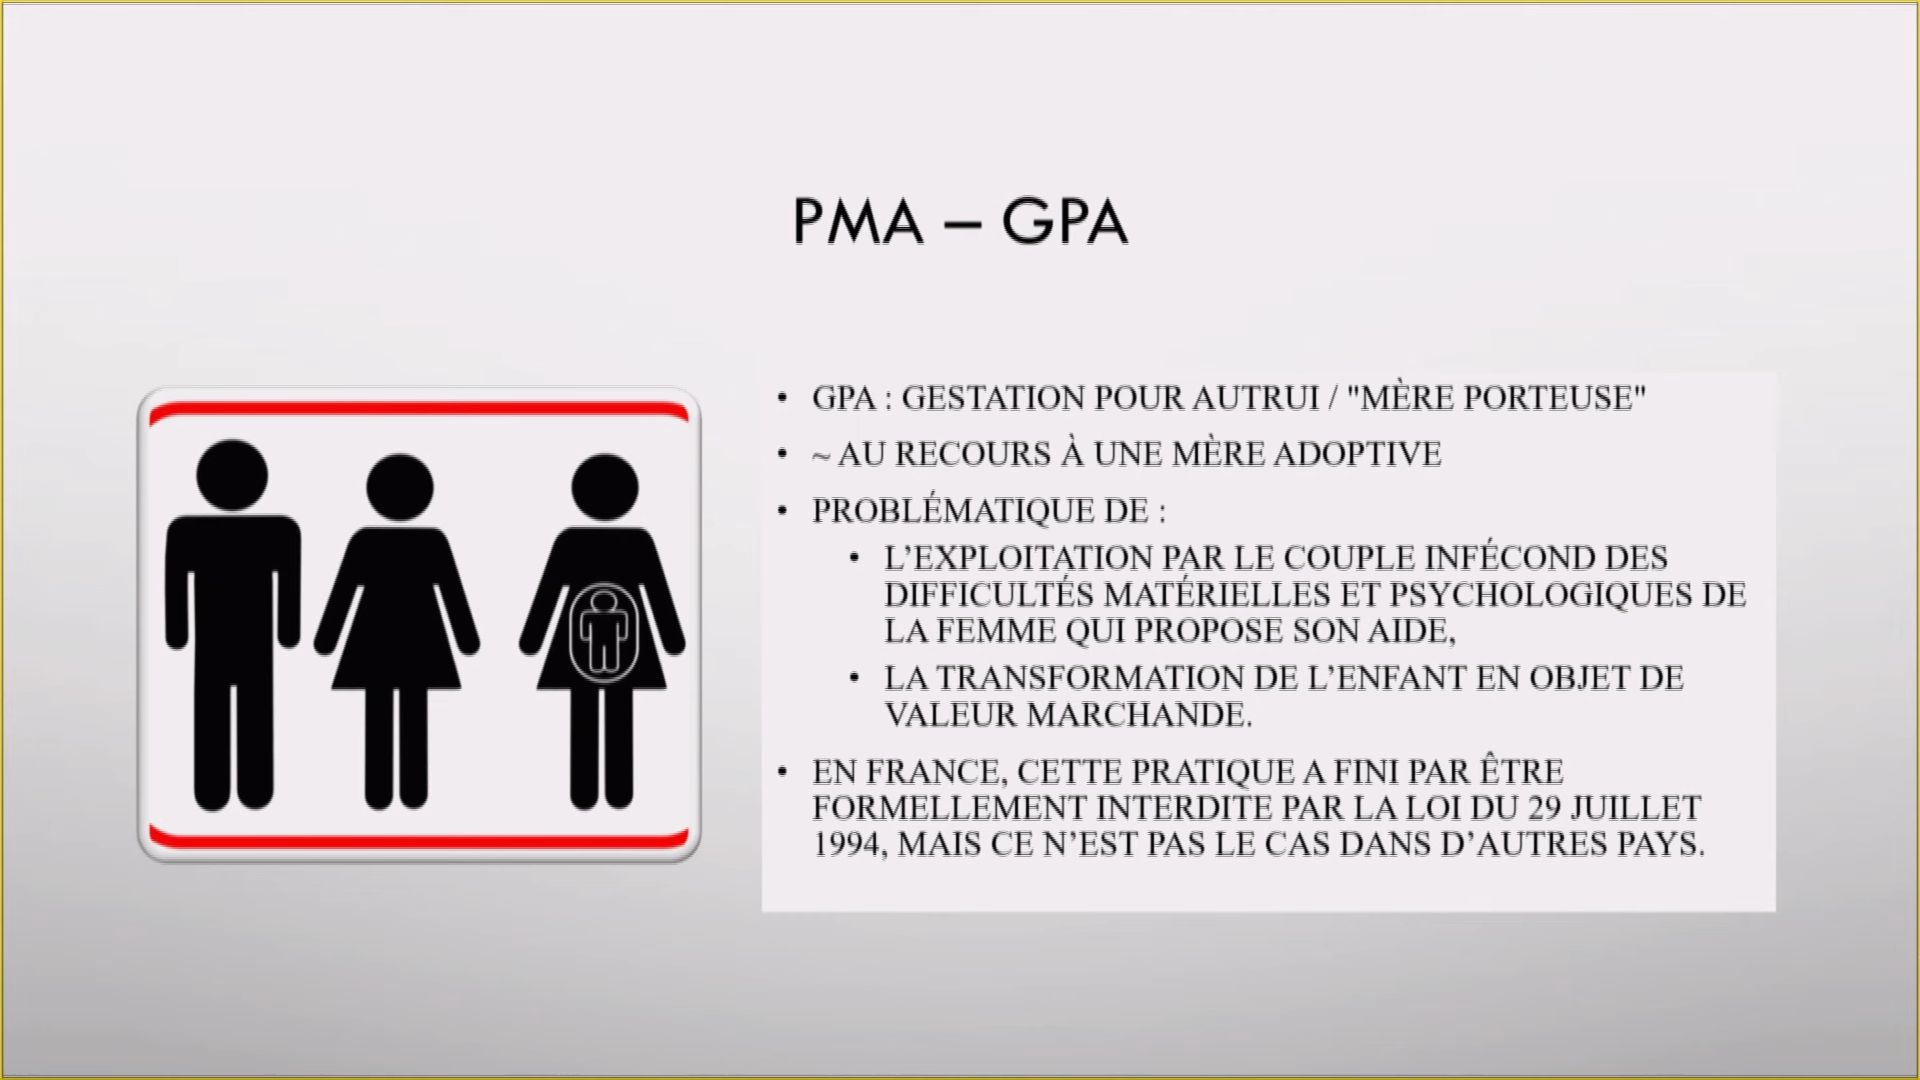 PMA – GPA
• GPA : GESTATION POUR AUTRUI / "MÈRE PORTEUSE"
• ~ AU RECOURS À UNE MÈRE ADOPTIVE
• PROBLÉMATIQUE DE :
• L’EXPLOITATION PAR LE COUPLE INFÉCOND DES
DIFFICULTÉS MATÉRIELLES ET PSYCHOLOGIQUES DE
LA FEMME QUI PROPOSE SON AIDE,
• LA TRANSFORMATION DE L’ENFANT EN OBJET DE
VALEUR MARCHANDE.
• EN FRANCE, CETTE PRATIQUE A FINI PAR ÊTRE
FORMELLEMENT INTERDITE PAR LA LOI DU 29 JUILLET
1994, MAIS CE N’EST PAS LE CAS DANS D’AUTRES PAYS.